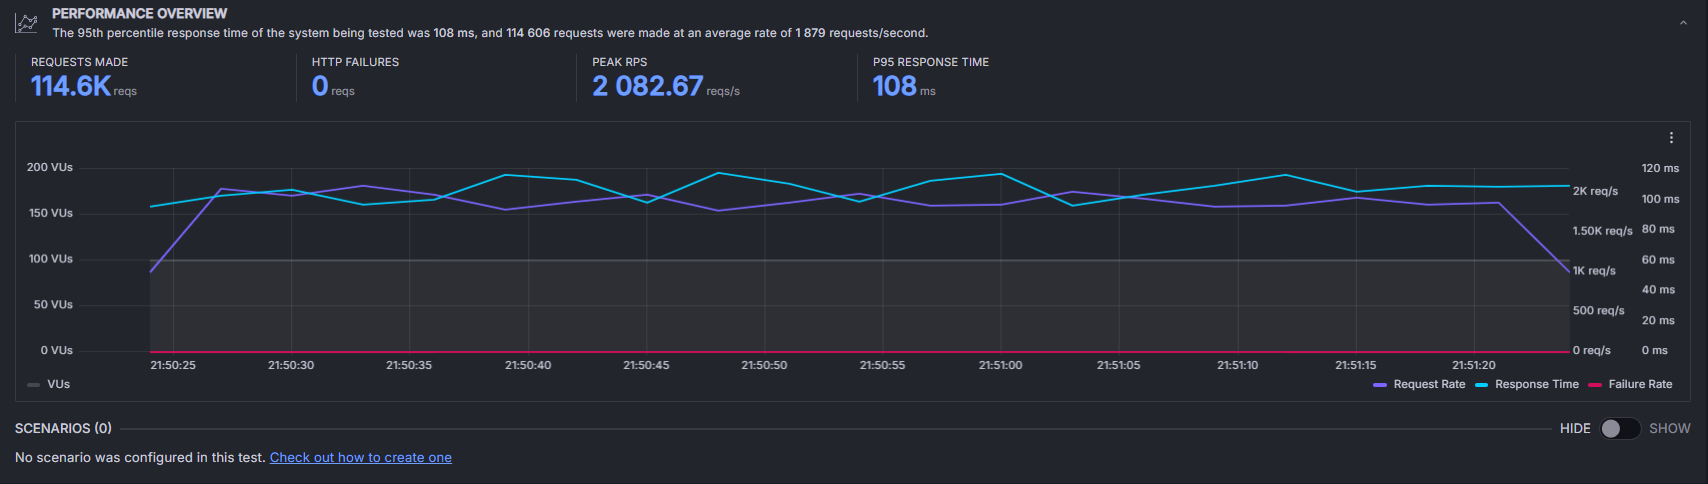 PERFORMANCE OVERVIEW
The 95th percentile response time of the system being tested was 108 ms, and 114 606 requests were made at an average rate of 1 879 requests/second.
REQUESTS MADE
114.6K reqs
HTTP FAILURES
0 reqs
PEAK RPS
2 082.67 reqs/s
P95 RESPONSE TIME
108 ms
200 VUs
150 VUs
100 VUs
50 VUs
0 VUs
2K req/s
1.50K req/s
1K req/s
500 req/s
0 req/s
120 ms
100 ms
80 ms
60 ms
40 ms
20 ms
0 ms
21:50:25 21:50:30 21:50:35 21:50:40 21:50:45 21:50:50 21:50:55 21:51:00 21:51:05 21:51:10 21:51:15 21:51:20
VUs
Request Rate Response Time Failure Rate
SCENARIOS (0)
HIDE SHOW
No scenario was configured in this test. Check out how to create one